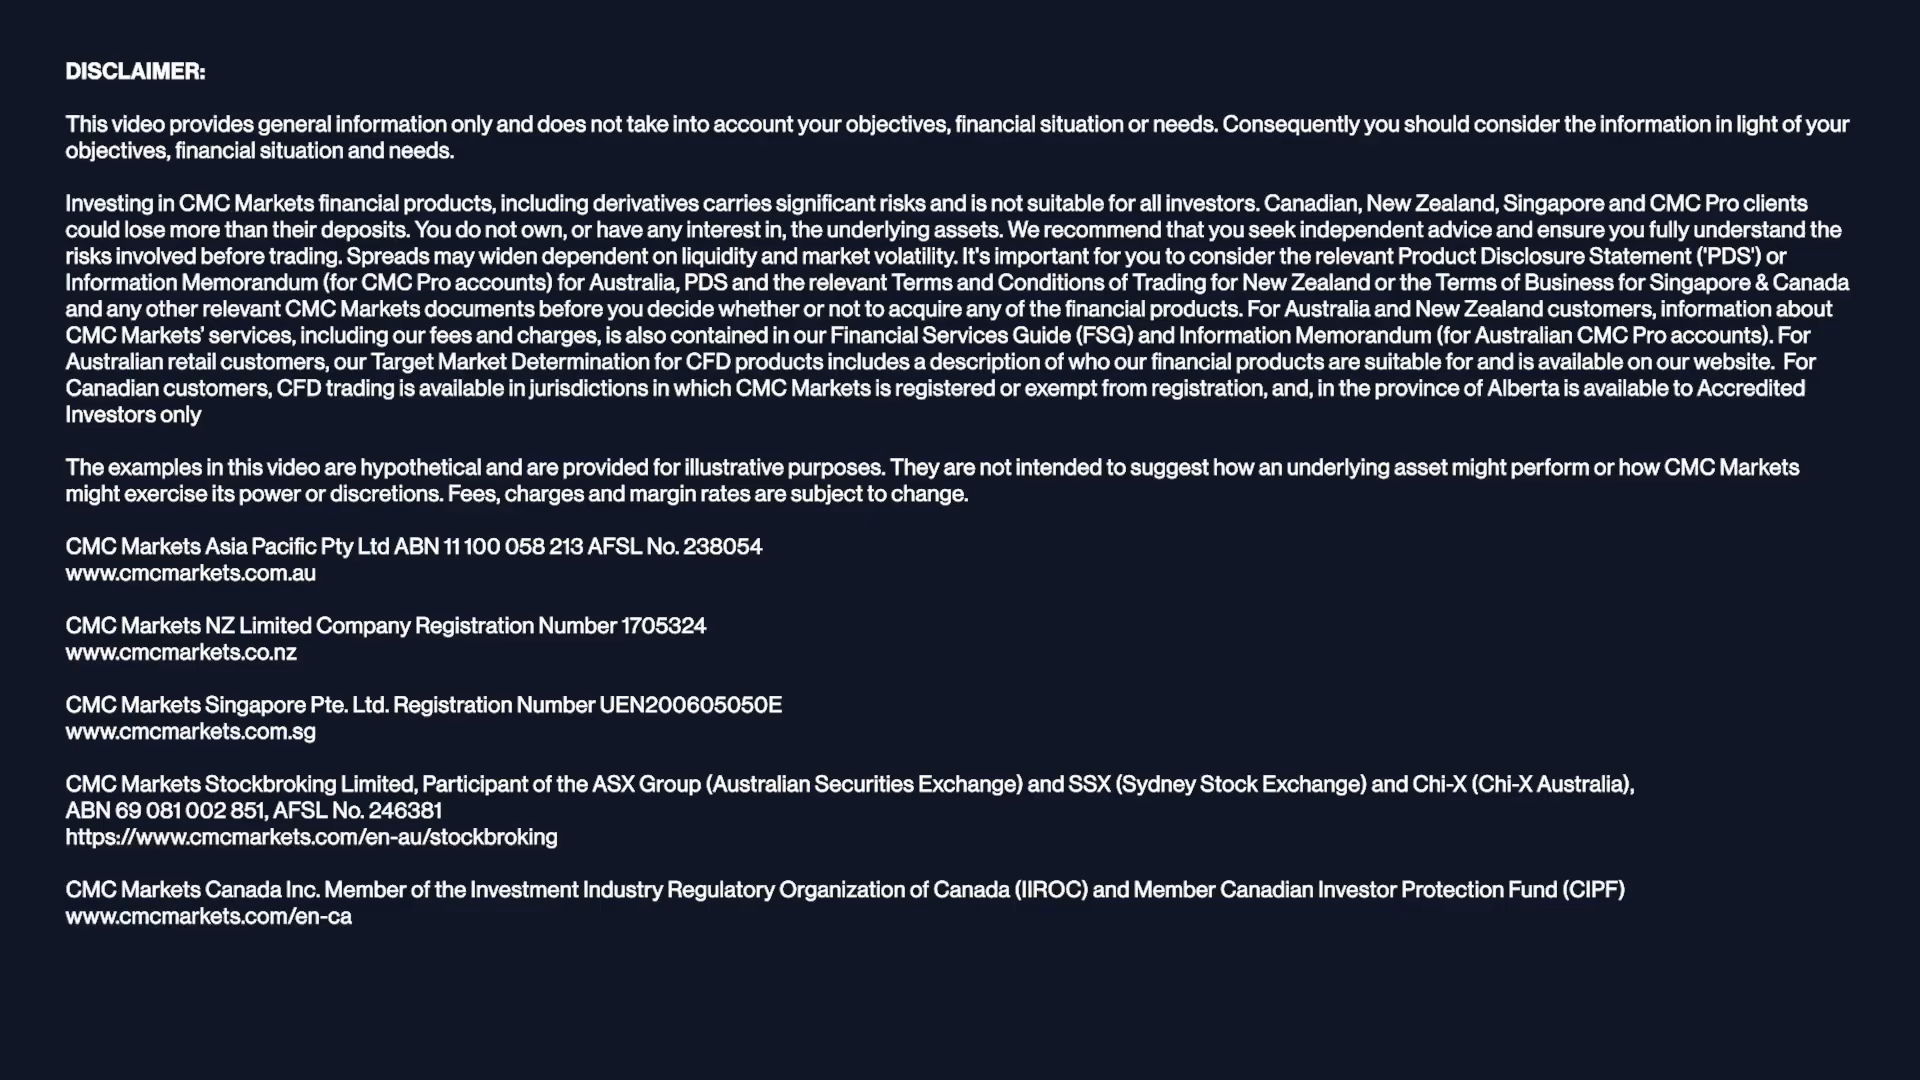 DISCLAIMER:
This video provides general information only and does not take into account your objectives, financial situation or needs. Consequently you should consider the information in light of your
objectives, financial situation and needs.
Investing in CMC Markets financial products, including derivatives carries significant risks and is not suitable for all investors. Canadian, New Zealand, Singapore and CMC Pro clients
could lose more than their deposits. You do not own, or have any interest in, the underlying assets. We recommend that you seek independent advice and ensure you fully understand the
risks involved before trading. Spreads may widen dependent on liquidity and market volatility. It's important for you to consider the relevant Product Disclosure Statement ('PDS') or
Information Memorandum (for CMC Pro accounts) for Australia, PDS and the relevant Terms and Conditions of Trading for New Zealand or the Terms of Business for Singapore & Canada
and any other relevant CMC Markets documents before you decide whether or not to acquire any of the financial products. For Australia and New Zealand customers, information about
CMC Markets’ services, including our fees and charges, is also contained in our Financial Services Guide (FSG) and Information Memorandum (for Australian CMC Pro accounts). For
Australian retail customers, our Target Market Determination for CFD products includes a description of who our financial products are suitable for and is available on our website.  For
Canadian customers, CFD trading is available in jurisdictions in which CMC Markets is registered or exempt from registration, and, in the province of Alberta is available to Accredited
Investors only
The examples in this video are hypothetical and are provided for illustrative purposes. They are not intended to suggest how an underlying asset might perform or how CMC Markets
might exercise its power or discretions. Fees, charges and margin rates are subject to change.
CMC Markets Asia Pacific Pty Ltd ABN 11 100 058 213 AFSL No. 238054
www.cmcmarkets.com.au
CMC Markets NZ Limited Company Registration Number 1705324
www.cmcmarkets.co.nz
CMC Markets Singapore Pte. Ltd. Registration Number UEN200605050E
www.cmcmarkets.com.sg
CMC Markets Stockbroking Limited, Participant of the ASX Group (Australian Securities Exchange) and SSX (Sydney Stock Exchange) and Chi-X (Chi-X Australia),
ABN 69 081 002 851, AFSL No. 246381
https://www.cmcmarkets.com/en-au/stockbroking
CMC Markets Canada Inc. Member of the Investment Industry Regulatory Organization of Canada (IIROC) and Member Canadian Investor Protection Fund (CIPF)
www.cmcmarkets.com/en-ca